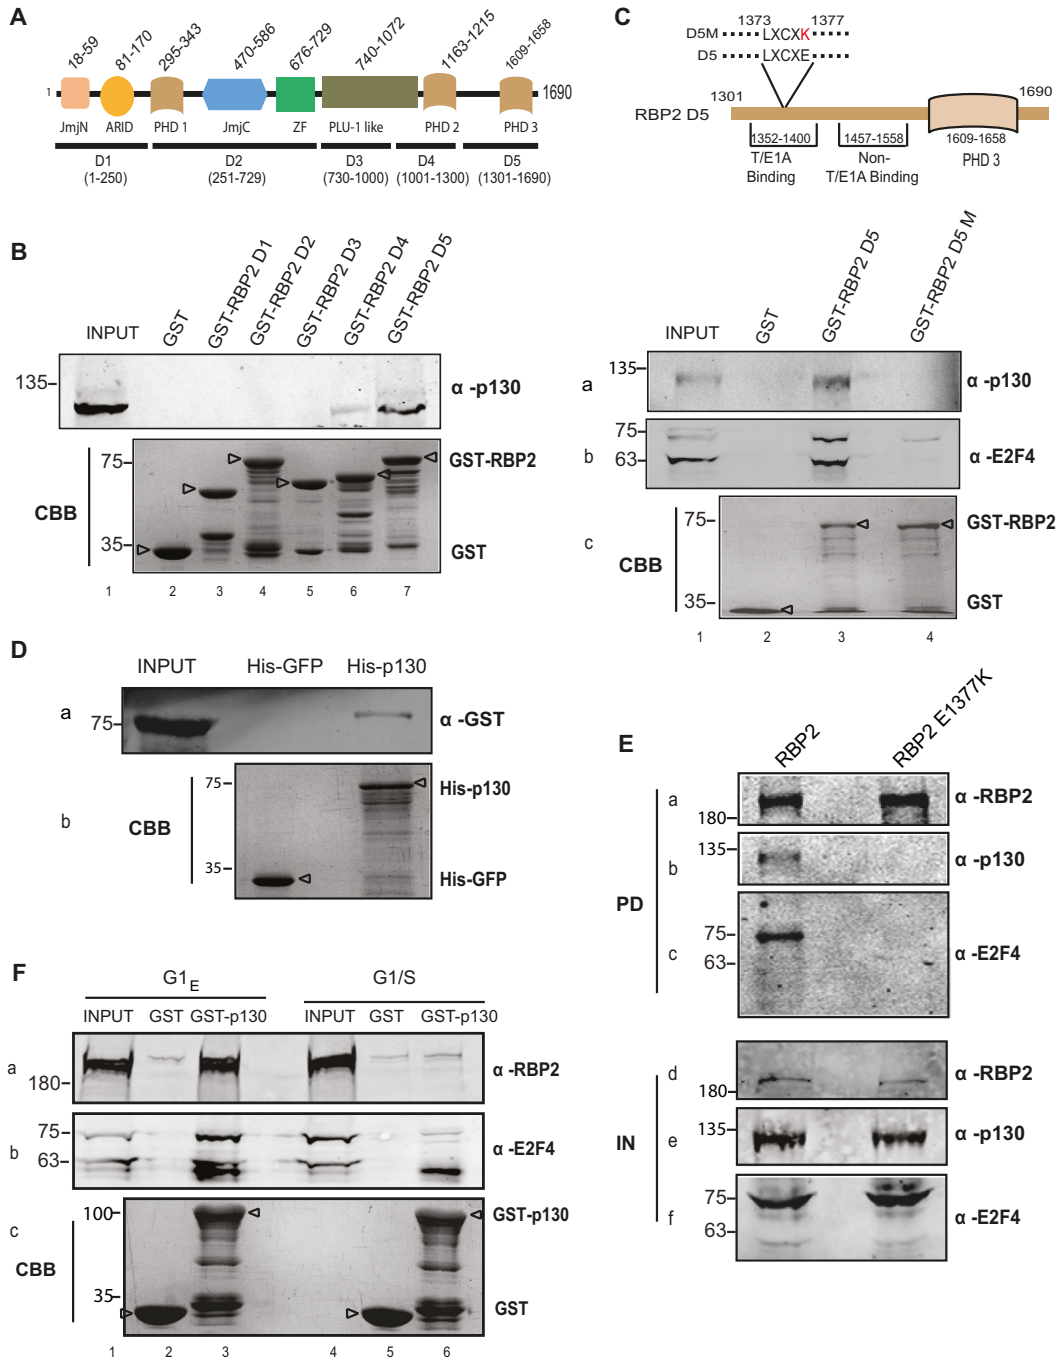 A
18-59 81-170 295-343 470-586 676-729 740-1072 1163-1215 1609-1658
1 1690
JmjN ARID PHD 1 JmjC ZF PLU-1 like PHD 2 PHD 3
D1 D2 D3 D4 D5
(1-250) (251-729) (730-1000) (1001-1300) (1301-1690)
C
1373 1377
D5M LXCXK
D5 LXCXE
1301 1690
RBP2 D5
1352-1400 1457-1558 1609-1658
T/E1A Binding
Non-T/E1A Binding
PHD 3
B
INPUT GST GST-RBP2 D1 GST-RBP2 D2 GST-RBP2 D3 GST-RBP2 D4 GST-RBP2 D5
135 α -p130
75 GST-RBP2
CBB
35 GST
1 2 3 4 5 6 7
INPUT GST GST-RBP2 D5 GST-RBP2 D5 M
a 135 α -p130
75
b 63 α -E2F4
75 GST-RBP2
c CBB
35 GST
1 2 3 4
D
INPUT His-GFP His-p130
a 75 α -GST
75 His-p130
b CBB
35 His-GFP
E
RBP2 RBP2 E1377K
PD
a 180 α -RBP2
b 135 α -p130
c 75 63 α -E2F4
IN
d 180 α -RBP2
e 135 α -p130
f 75 63 α -E2F4
F
G1E G1/S
INPUT GST GST-p130 INPUT GST GST-p130
a 180 α -RBP2
b 75 63 α -E2F4
100 GST-p130
c CBB
35 GST
1 2 3 4 5 6